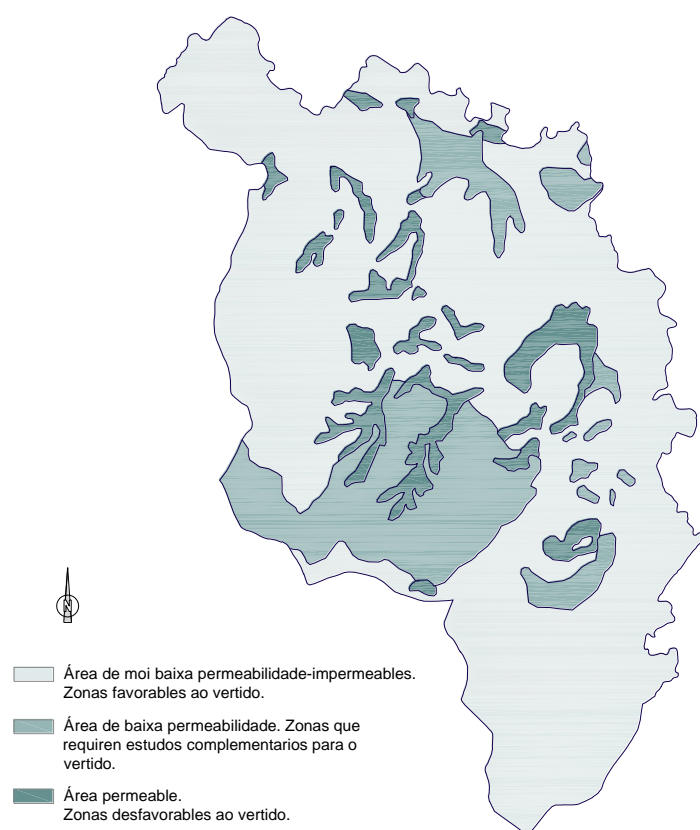 N
Área de moi baixa permeabilidade-impermeables.
Zonas favorables ao vertido.
Área de baixa permeabilidade. Zonas que
requiren estudos complementarios para o
vertido.
Área permeable.
Zonas desfavorables ao vertido.